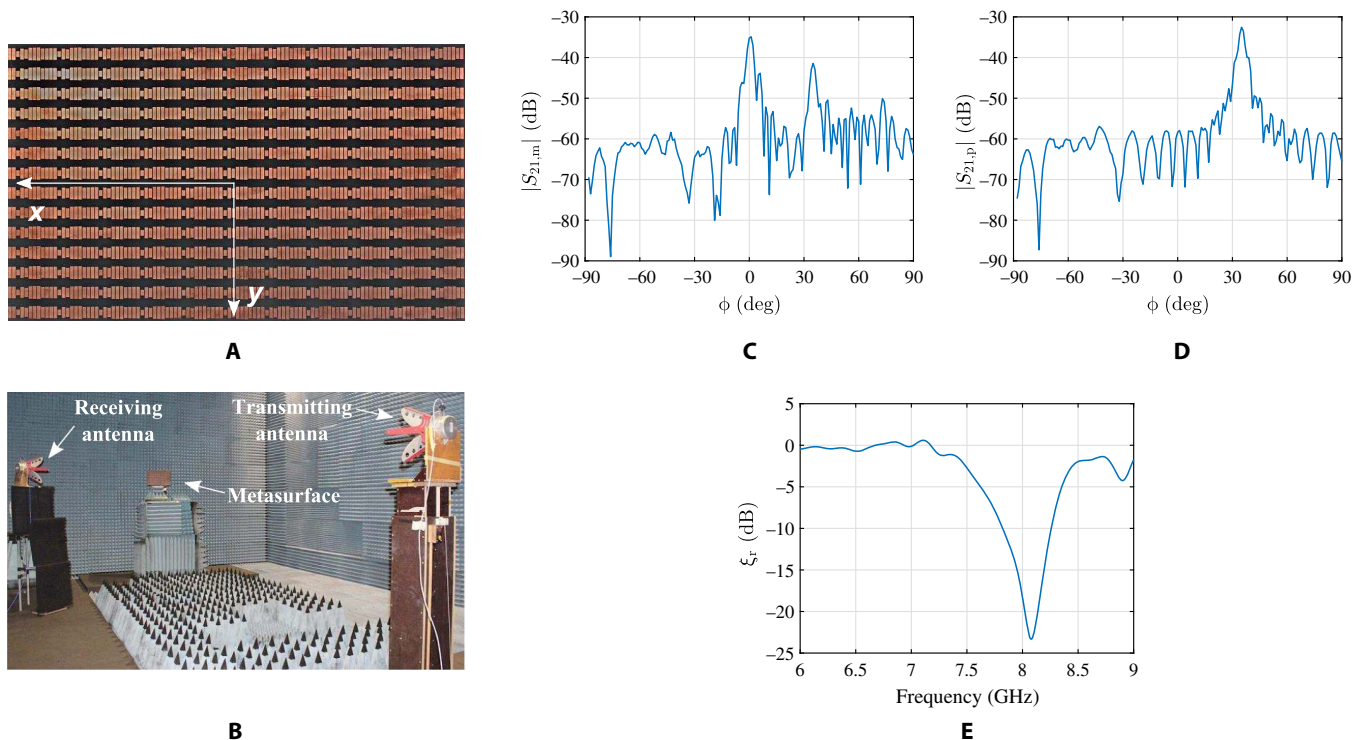 x
y
A
Receiving
antenna
Transmitting
antenna
Metasurface
B
−30
−40
−50
−60
−70
−80
−90
|S21,m| (dB)
−90 −60 −30 0 30 60 90
ϕ (deg)
C
−30
−40
−50
−60
−70
−80
−90
|S21,p| (dB)
−90 −60 −30 0 30 60 90
ϕ (deg)
D
5
0
−5
−10
−15
−20
−25
ξr (dB)
6 6.5 7 7.5 8 8.5 9
Frequency (GHz)
E